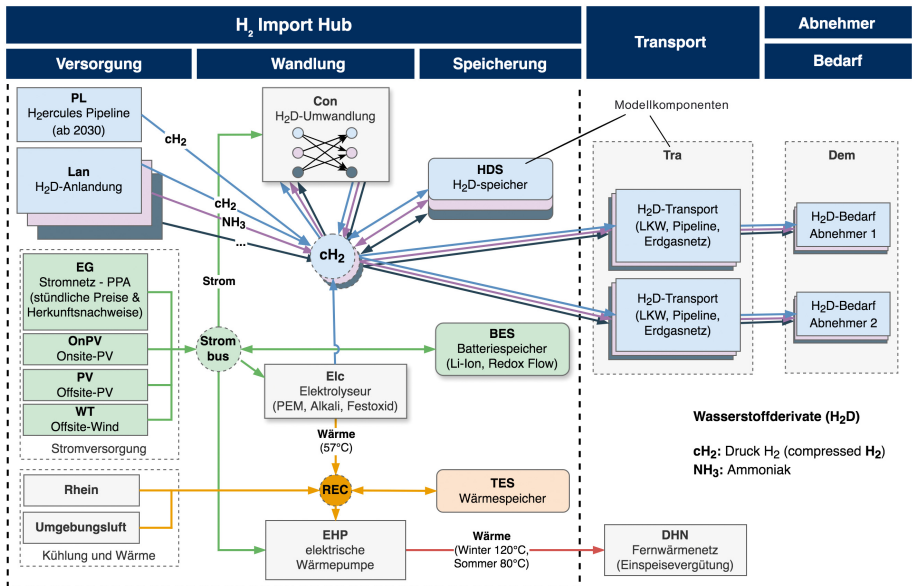 H₂ Import Hub
Transport
Abnehmer
Versorgung
Wandlung
Speicherung
Bedarf
PL
H₂ercules Pipeline
(ab 2030)
Lan
H₂D-Anlandung
cH₂
cH₂
NH₃
...
Con
H₂D-Umwandlung
HDS
H₂D-speicher
Modellkomponenten
Tra
Dem
cH₂
H₂D-Transport
(LKW, Pipeline,
Erdgasnetz)
H₂D-Bedarf
Abnehmer 1
H₂D-Transport
(LKW, Pipeline,
Erdgasnetz)
H₂D-Bedarf
Abnehmer 2
EG
Stromnetz - PPA
(stündliche Preise &
Herkunftsnachweise)
OnPV
Onsite-PV
PV
Offsite-PV
WT
Offsite-Wind
Stromversorgung
Strom
Strom
bus
BES
Batteriespeicher
(Li-Ion, Redox Flow)
Elc
Elektrolyseur
(PEM, Alkali, Festoxid)
Wärme
(57°C)
Rhein
Umgebungsluft
Kühlung und Wärme
REC
TES
Wärmespeicher
EHP
elektrische
Wärmepumpe
Wärme
(Winter 120°C,
Sommer 80°C)
DHN
Fernwärmenetz
(Einspeisevergütung)
Wasserstoffderivate (H₂D)
cH₂: Druck H₂ (compressed H₂)
NH₃: Ammoniak